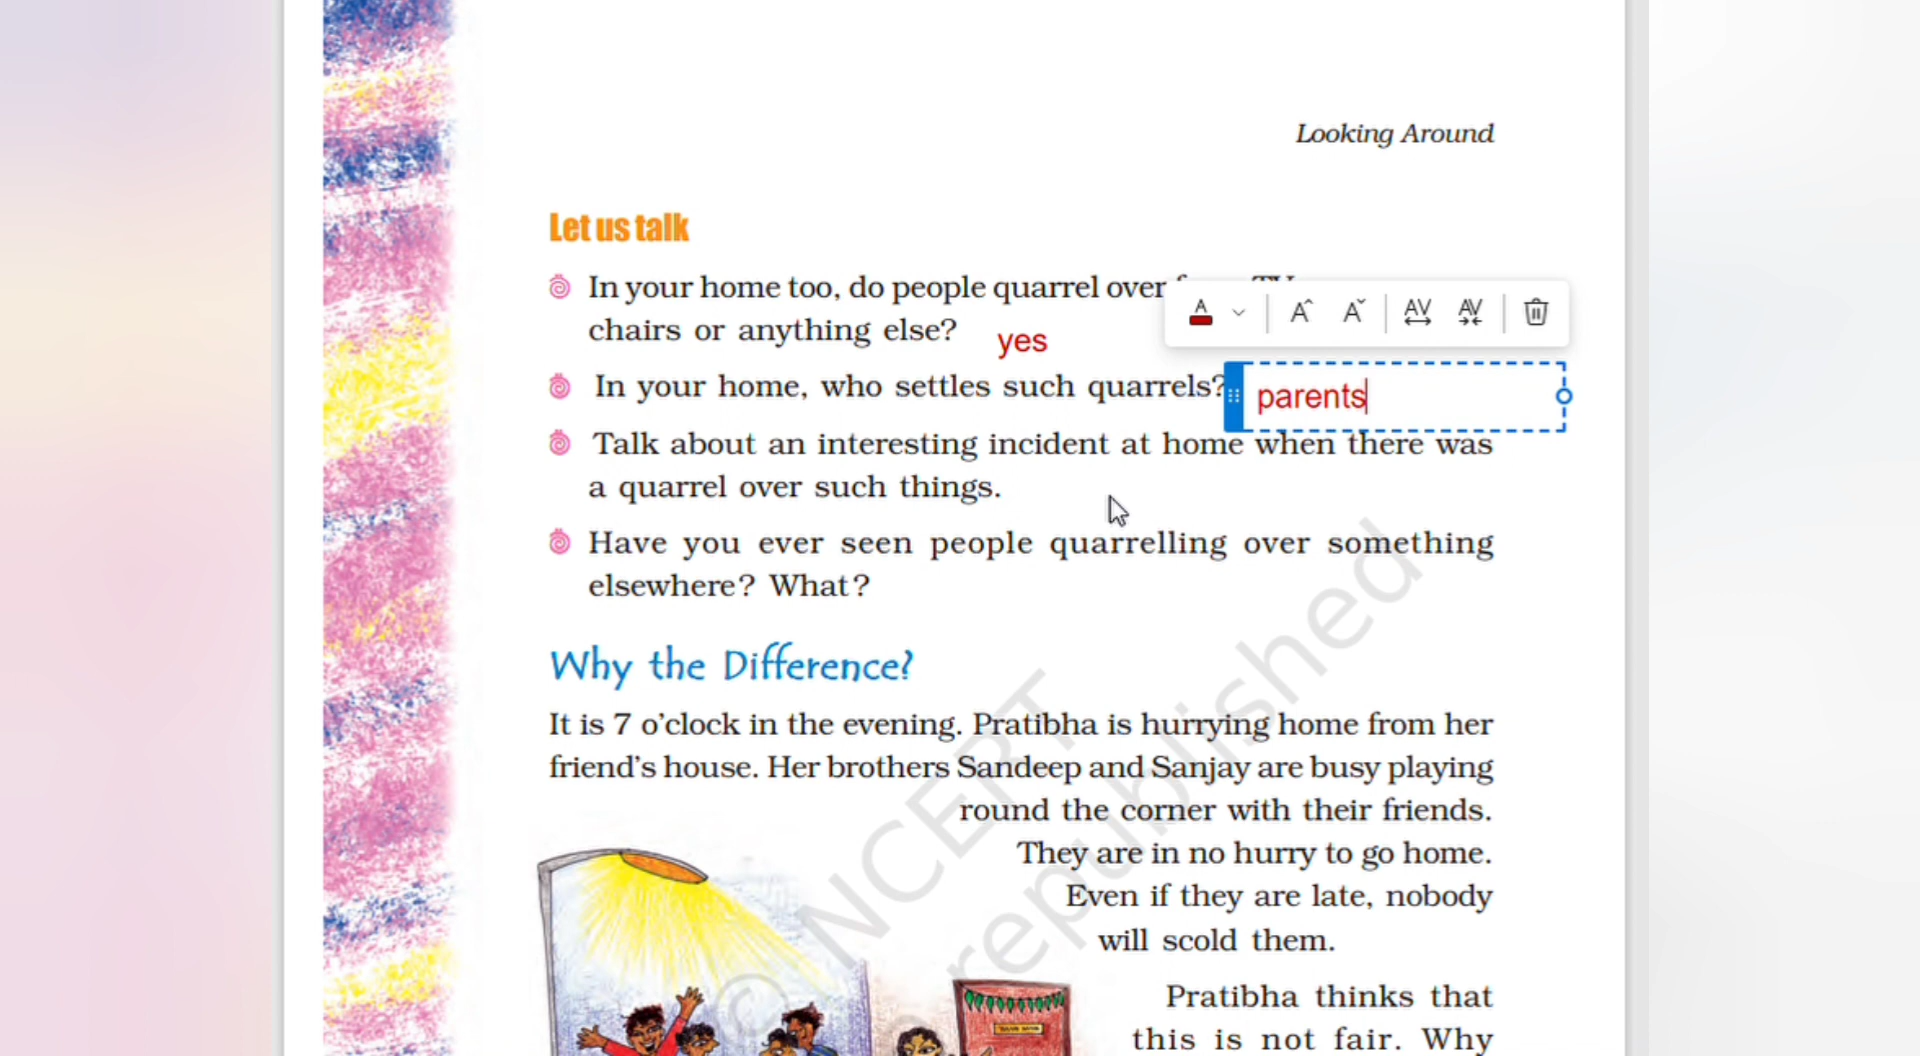 Looking Around
Let us talk
In your home too, do people quarrel over TV
chairs or anything else? yes
In your home, who settles such quarrels? parents
Talk about an interesting incident at home when there was
a quarrel over such things.
Have you ever seen people quarrelling over something
elsewhere? What?
Why the Difference?
It is 7 o’clock in the evening. Pratibha is hurrying home from her
friend’s house. Her brothers Sandeep and Sanjay are busy playing
round the corner with their friends.
They are in no hurry to go home.
Even if they are late, nobody
will scold them.
Pratibha thinks that
this is not fair. Why
© NCERT
republished